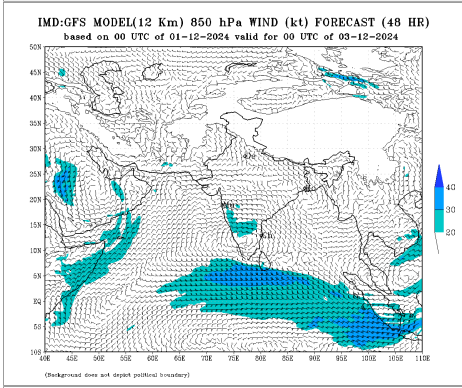 IMD:GFS MODEL(12 Km) 850 hPa WIND (kt) FORECAST (48 HR)
based on 00 UTC of 01-12-2024 valid for 00 UTC of 03-12-2024
50N
45N
40N
35N
30N
25N
20N
15N
10N
5N
EQ
5S
10S
40E 45E 50E 55E 60E 65E 70E 75E 80E 85E 90E 95E 100E 105E 110E
40
30
20
(Background does not depict political boundary)